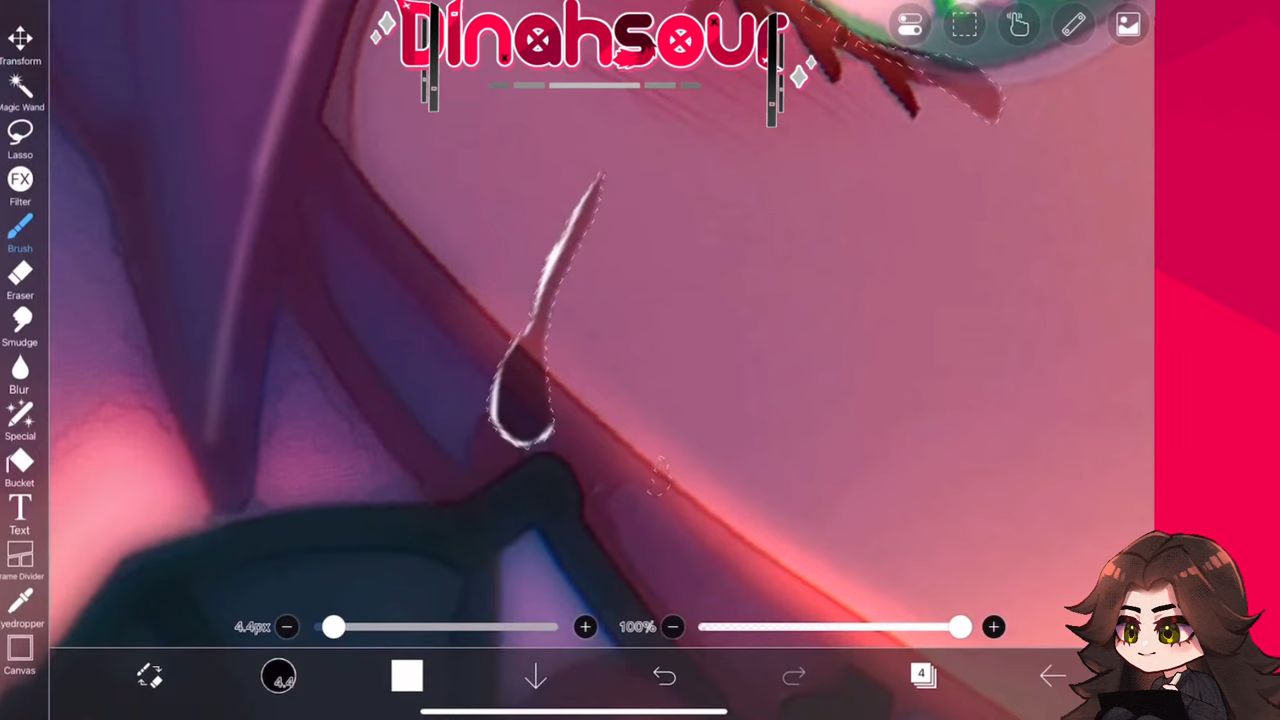 Dinahsour
Transform
Magic Wand
Lasso
Filter
FX
Brush
Eraser
Smudge
Blur
Special
Bucket
T
Text
rame Divider
yedropper
Canvas
4.4px
100%
4.4
4